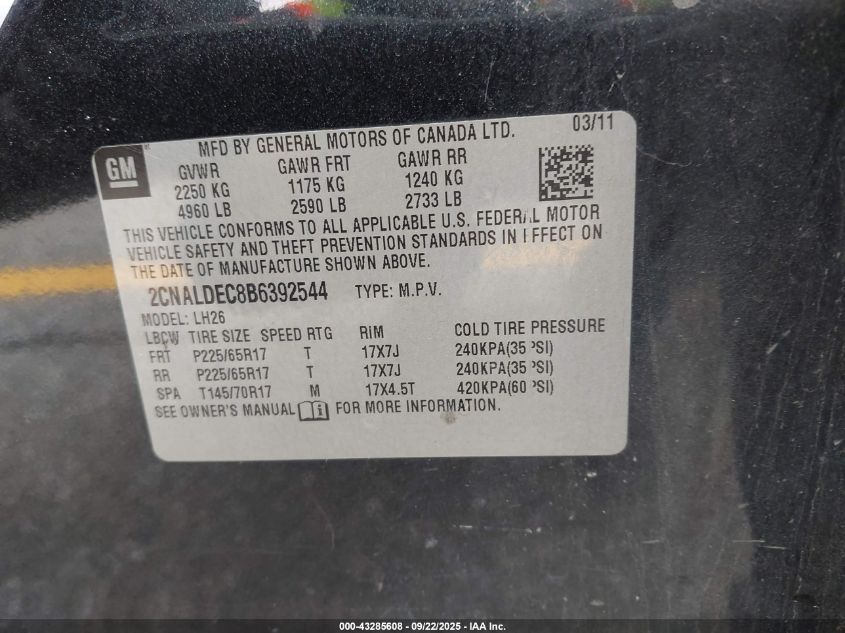 MFD BY GENERAL MOTORS OF CANADA LTD. 03/11
GM
GVWR GAWR FRT GAWR RR
2250 KG 1175 KG 1240 KG
4960 LB 2590 LB 2733 LB
THIS VEHICLE CONFORMS TO ALL APPLICABLE U.S. FEDERAL MOTOR
VEHICLE SAFETY AND THEFT PREVENTION STANDARDS IN EFFECT ON
THE DATE OF MANUFACTURE SHOWN ABOVE.
2CNALDEC8B6392544 TYPE: M.P.V.
MODEL: LH26
LBCW TIRE SIZE SPEED RTG RIM COLD TIRE PRESSURE
FRT P225/65R17 T 17X7J 240KPA(35 PSI)
RR P225/65R17 T 17X7J 240KPA(35 PSI)
SPA T145/70R17 M 17X4.5T 420KPA(60 PSI)
SEE OWNER'S MANUAL FOR MORE INFORMATION.
000-43285608 - 09/22/2025 - IAA Inc.